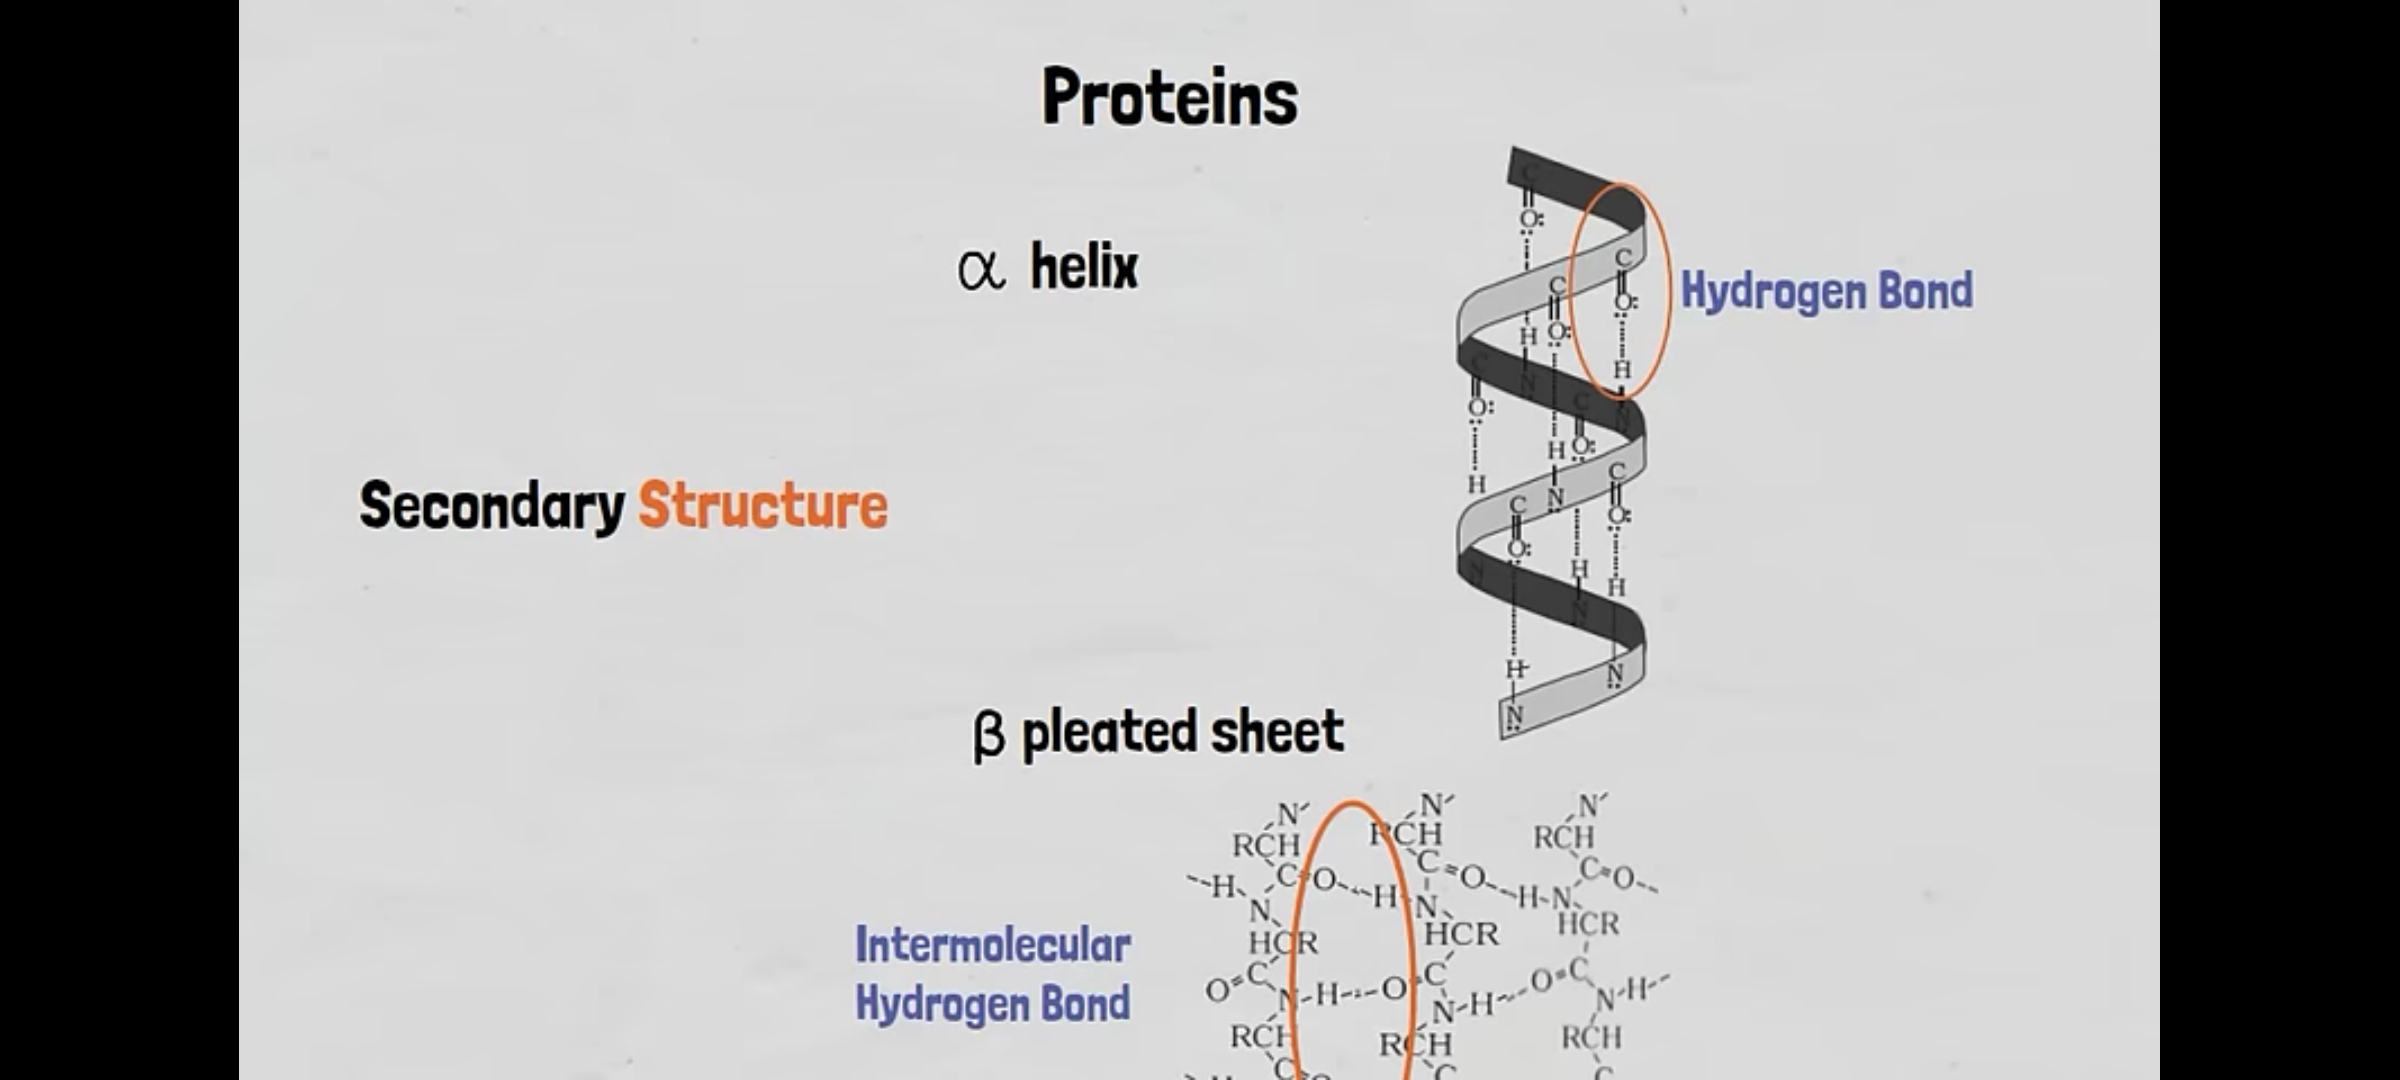 Proteins
α helix
Hydrogen Bond
Secondary Structure
β pleated sheet
Intermolecular
Hydrogen Bond
C
O:
C
O:
C
O:
H
H
N
C
O:
C
N
O:
H
H
C
O:
N
C
O:
H
N
H
N
H
N
N
N' N' N'
RCH RCH RCH
--H C=O---H C=O---H-N C=O--
N N
HCR HCR HCR
O=C O=C O=C
N-H---O N-H-- N-H--
RCH RCH RCH
C C C